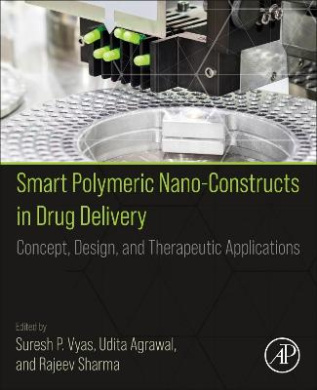 Smart Polymeric Nano-Constructs
in Drug Delivery
Concept, Design, and Therapeutic Applications
Edited by
Suresh P. Vyas, Udita Agrawal,
and Rajeev Sharma
AP